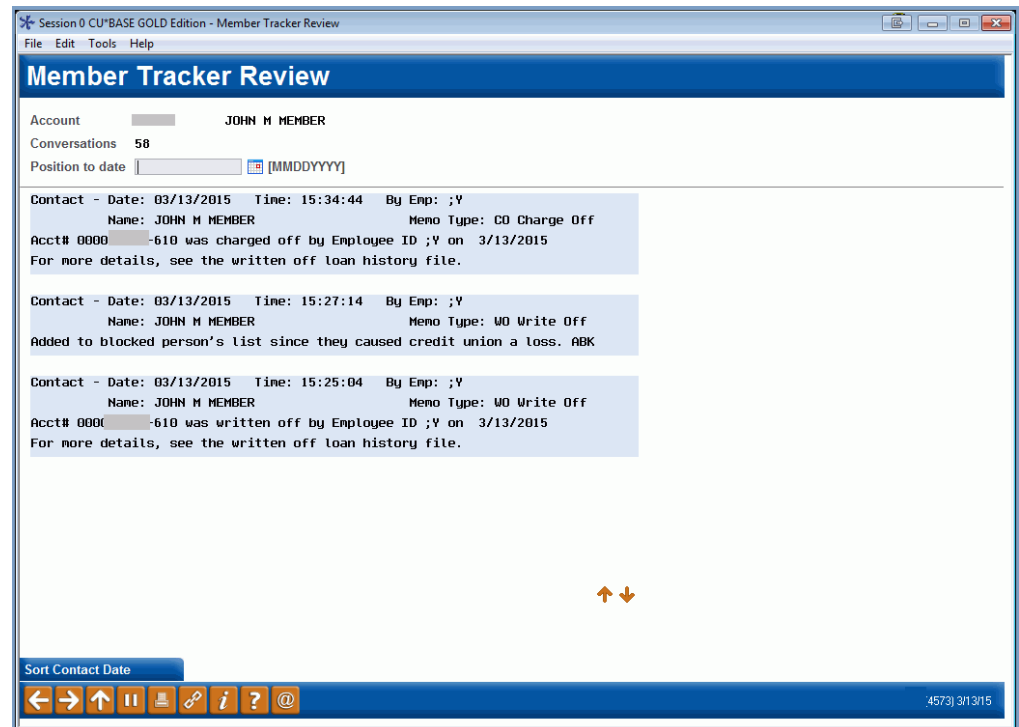 Session 0 CU*BASE GOLD Edition - Member Tracker Review
File Edit Tools Help
Member Tracker Review
Account JOHN M MEMBER
Conversations 58
Position to date [MMDDYYYY]
Contact - Date: 03/13/2015 Time: 15:34:44 By Emp: ;Y
Name: JOHN M MEMBER Memo Type: CO Charge Off
Acct# 0000 -610 was charged off by Employee ID ;Y on 3/13/2015
For more details, see the written off loan history file.
Contact - Date: 03/13/2015 Time: 15:27:14 By Emp: ;Y
Name: JOHN M MEMBER Memo Type: WO Write Off
Added to blocked person's list since they caused credit union a loss. ABK
Contact - Date: 03/13/2015 Time: 15:25:04 By Emp: ;Y
Name: JOHN M MEMBER Memo Type: WO Write Off
Acct# 000 -610 was written off by Employee ID ;Y on 3/13/2015
For more details, see the written off loan history file.
Sort Contact Date
i ? @
(4573) 3/13/15